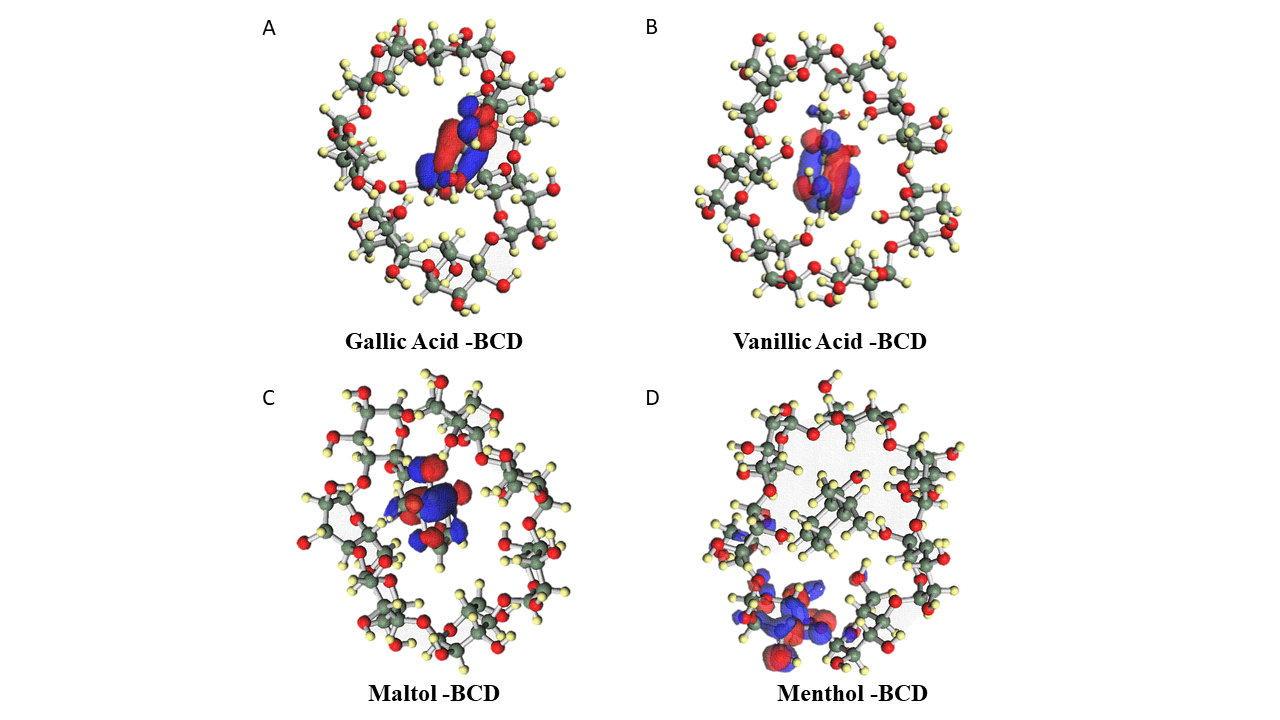 A
B
Gallic Acid -BCD
Vanillic Acid -BCD
C
D
Maltol -BCD
Menthol -BCD